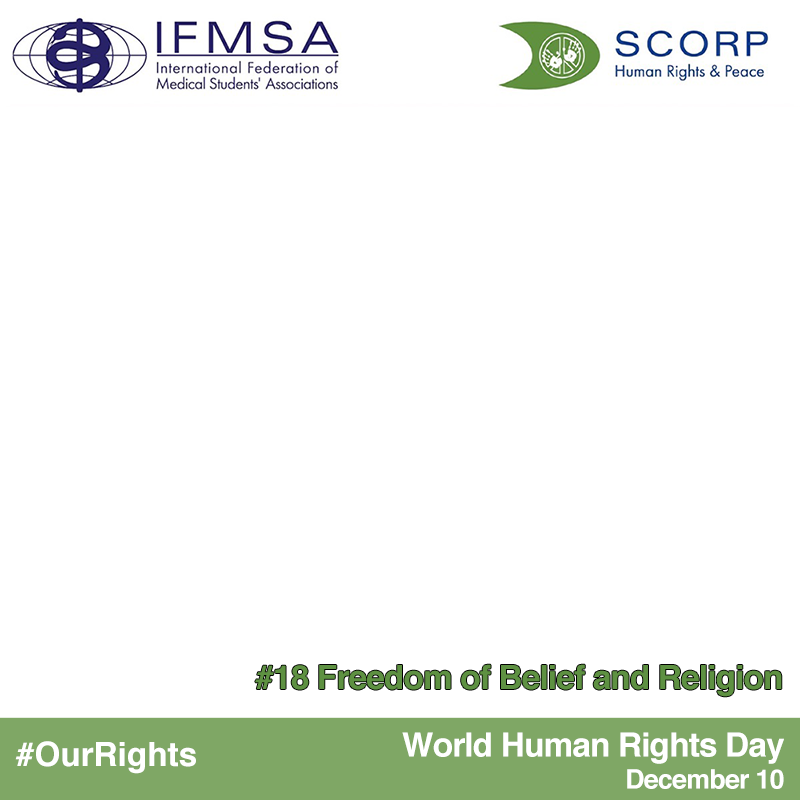 IFMSA
International Federation of
Medical Students' Associations
SCORP
Human Rights & Peace
#18 Freedom of Belief and Religion
#OurRights
World Human Rights Day
December 10